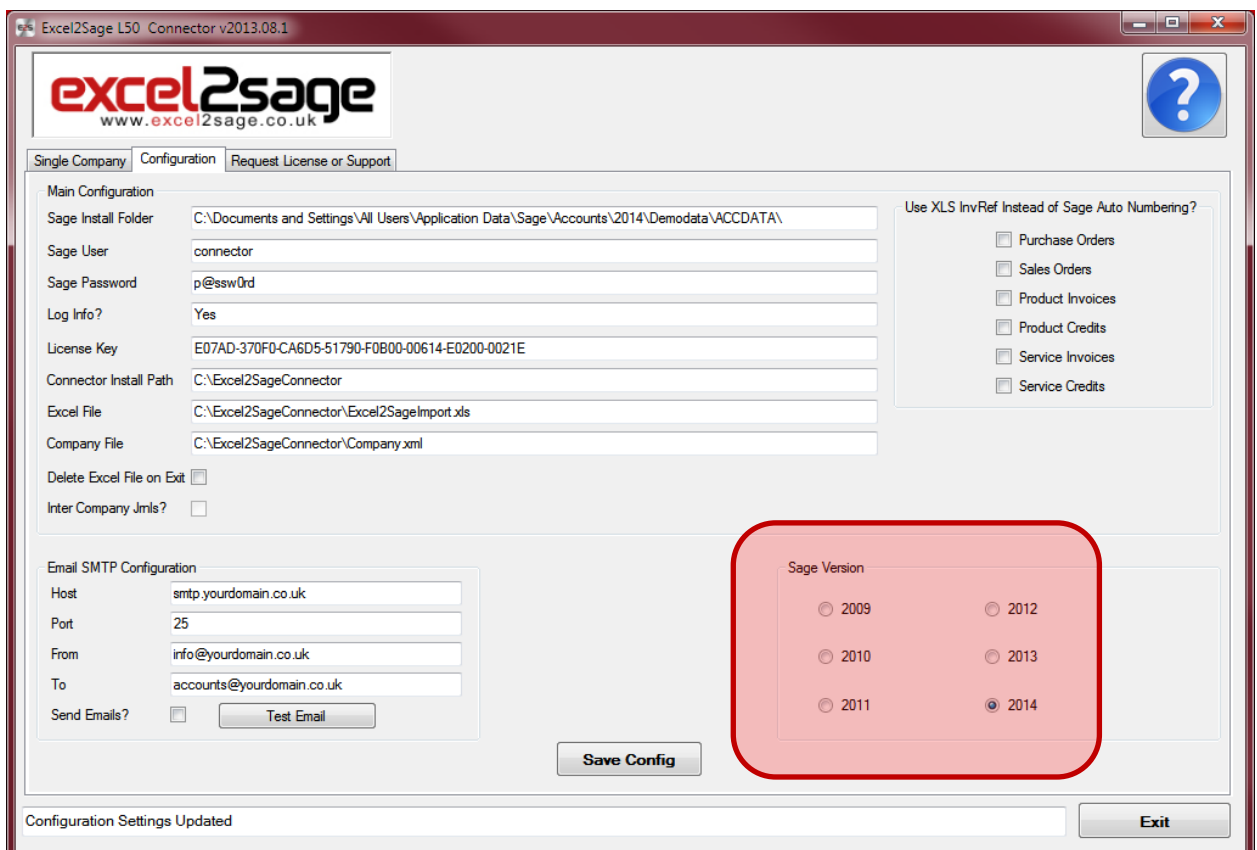 Excel2Sage L50 Connector v2013.08.1
excel2sage
www.excel2sage.co.uk
?
Single Company Configuration Request License or Support
Main Configuration
Sage Install Folder C:\Documents and Settings\All Users\Application Data\Sage\Accounts\2014\Demodata\ACCDATA\
Sage User connector
Sage Password p@ssw0rd
Log Info? Yes
License Key E07AD-370F0-CA6D5-51790-F0B00-00614-E0200-0021E
Connector Install Path C:\Excel2SageConnector
Excel File C:\Excel2SageConnector\Excel2SageImport.xls
Company File C:\Excel2SageConnector\Company.xml
Delete Excel File on Exit
Inter Company Jrnls?
Use XLS InvRef Instead of Sage Auto Numbering?
Purchase Orders
Sales Orders
Product Invoices
Product Credits
Service Invoices
Service Credits
Email SMTP Configuration
Host smtp.yourdomain.co.uk
Port 25
From info@yourdomain.co.uk
To accounts@yourdomain.co.uk
Send Emails? Test Email
Sage Version
2009 2012
2010 2013
2011 2014
Save Config
Configuration Settings Updated
Exit